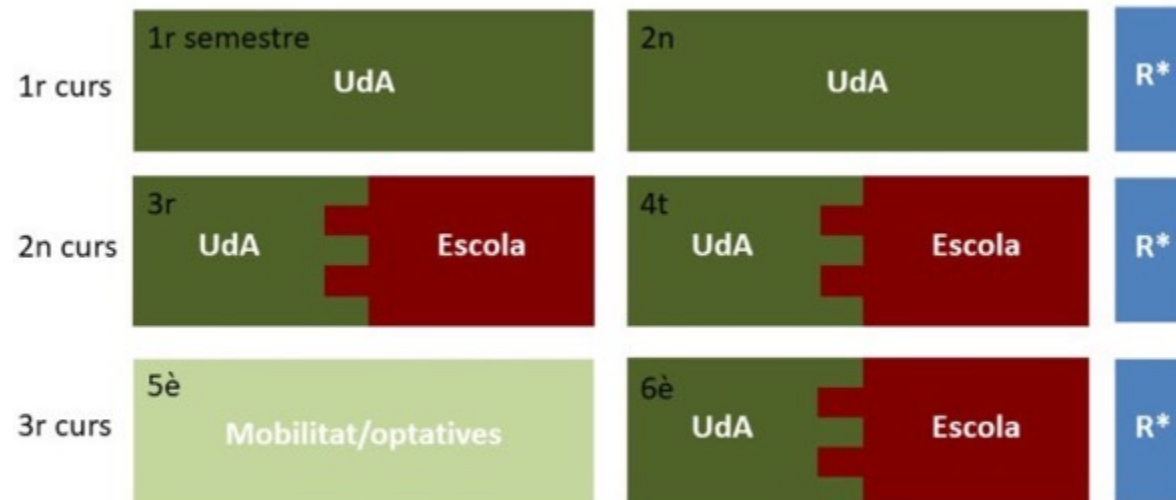 1r semestre
2n
1r curs
UdA
UdA
R*
3r
4t
2n curs
UdA
Escola
UdA
Escola
R*
5è
6è
3r curs
Mobilitat/optatives
UdA
Escola
R*